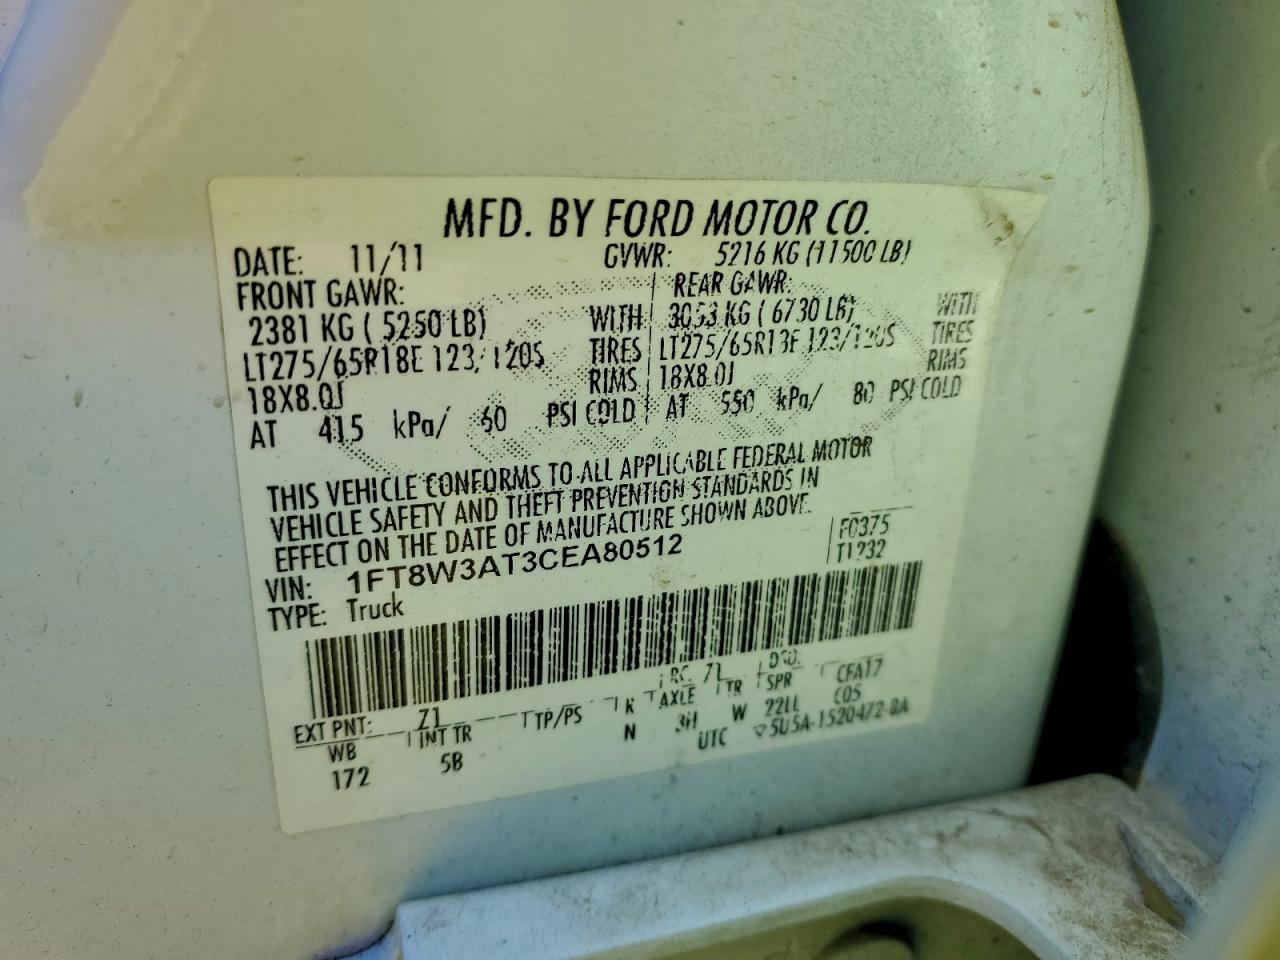 MFD. BY FORD MOTOR CO.
DATE: 11/11 GVWR: 5216 KG (11500 LB)
FRONT GAWR: REAR GAWR:
2381 KG ( 5250 LB) WITH 3053 KG ( 6730 LB) WITH
LT275/65R18E 123/120S TIRES LT275/65R18E 123/120S TIRES
18X8.0J RIMS 18X8.0J RIMS
AT 415 kPa/ 60 PSI COLD AT 550 kPa/ 80 PSI COLD
THIS VEHICLE CONFORMS TO ALL APPLICABLE FEDERAL MOTOR
VEHICLE SAFETY AND THEFT PREVENTION STANDARDS IN
EFFECT ON THE DATE OF MANUFACTURE SHOWN ABOVE.
VIN: 1FT8W3AT3CEA80512 F0375
TYPE: Truck T1232
EXT PNT: Z1 RC: 71 DSO:
WB INT TR TP/PS R AXLE TR SPR CFA17
172 5B N 3H W 22LL C05
UTC ▽5U5A-1520472-BA